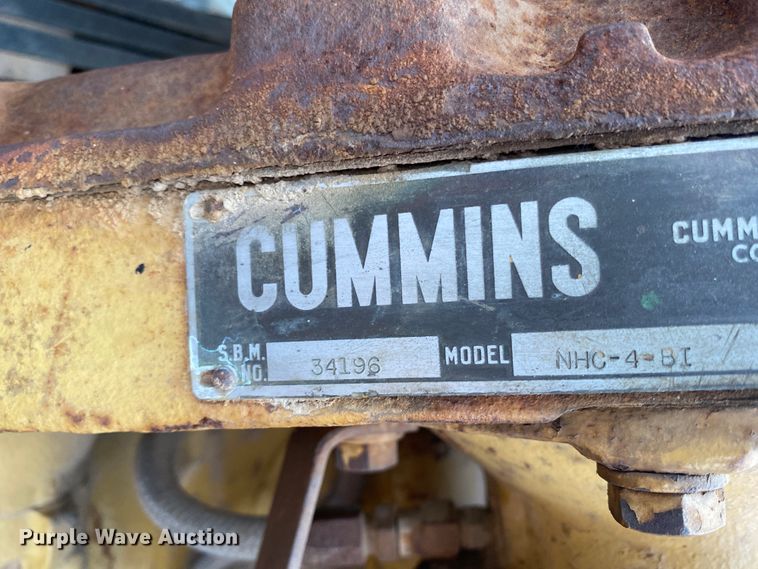 CUMMINS
CUMM
CO
S.B.M. NO. 34196 MODEL NHC-4-BI
Purple Wave Auction